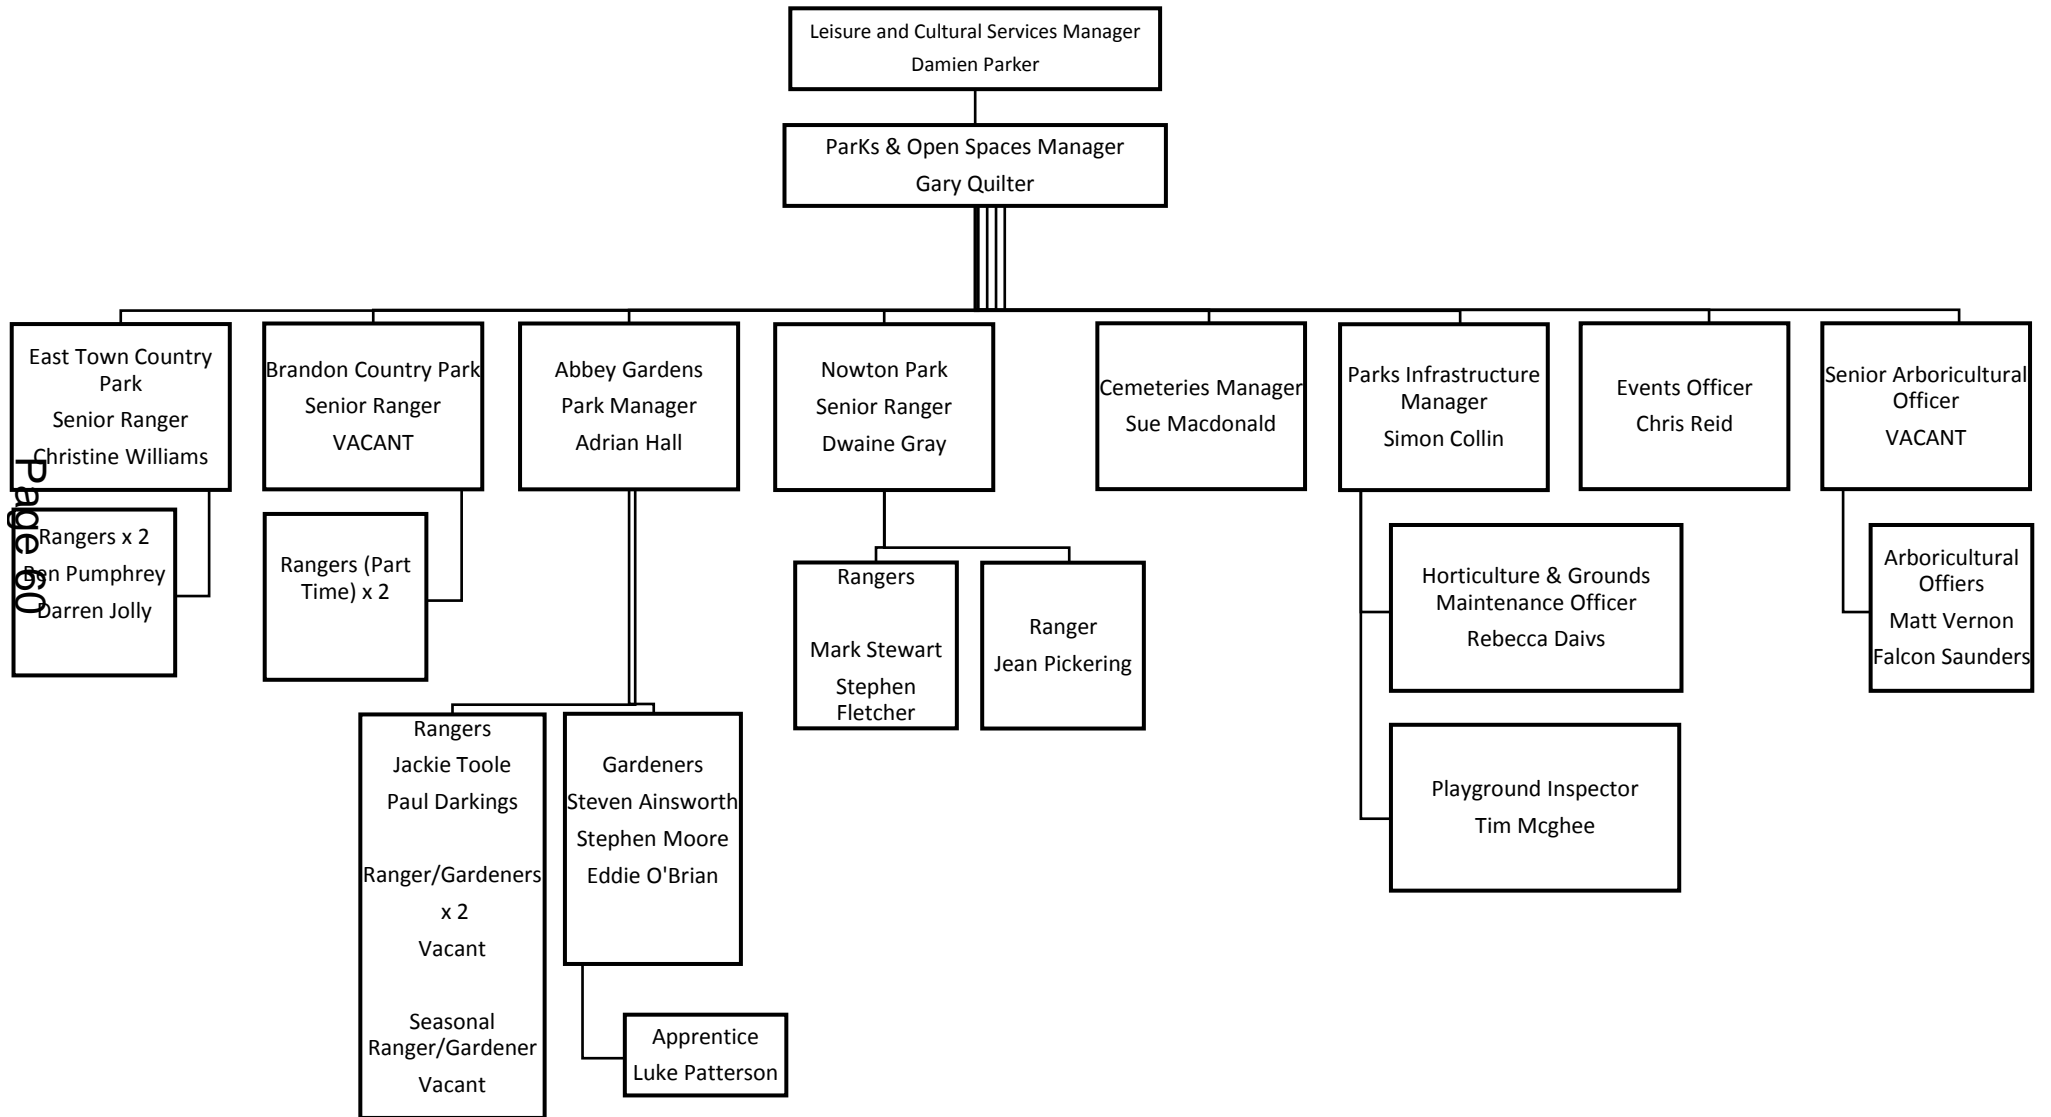 Leisure and Cultural Services Manager
Damien Parker
ParKs & Open Spaces Manager
Gary Quilter
East Town Country
Park
Senior Ranger
Christine Williams
Brandon Country Park
Senior Ranger
VACANT
Abbey Gardens
Park Manager
Adrian Hall
Nowton Park
Senior Ranger
Dwaine Gray
Cemeteries Manager
Sue Macdonald
Parks Infrastructure
Manager
Simon Collin
Events Officer
Chris Reid
Senior Arboricultural
Officer
VACANT
Page 60
Rangers x 2
Ben Pumphrey
Darren Jolly
Rangers (Part
Time) x 2
Rangers
Jackie Toole
Paul Darkings
Ranger/Gardeners
x 2
Vacant
Seasonal
Ranger/Gardener
Vacant
Gardeners
Steven Ainsworth
Stephen Moore
Eddie O'Brian
Apprentice
Luke Patterson
Rangers
Mark Stewart
Stephen
Fletcher
Ranger
Jean Pickering
Horticulture & Grounds
Maintenance Officer
Rebecca Daivs
Playground Inspector
Tim Mcghee
Arboricultural
Offiers
Matt Vernon
Falcon Saunders